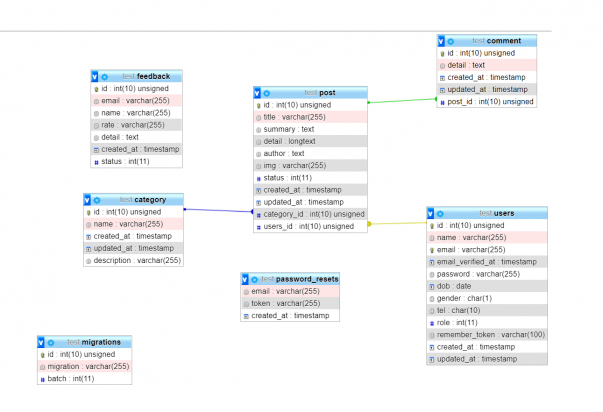 test comment
id : int(10) unsigned
detail : text
created_at : timestamp
updated_at : timestamp
post_id : int(10) unsigned
test feedback
id : int(10) unsigned
email : varchar(255)
name : varchar(255)
rate : varchar(255)
detail : text
created_at : timestamp
status : int(11)
test post
id : int(10) unsigned
title : varchar(255)
summary : text
detail : longtext
author : text
img : varchar(255)
status : int(11)
created_at : timestamp
updated_at : timestamp
category_id : int(10) unsigned
users_id : int(10) unsigned
test category
id : int(10) unsigned
name : varchar(255)
created_at : timestamp
updated_at : timestamp
description : varchar(255)
test users
id : int(10) unsigned
name : varchar(255)
email : varchar(255)
email_verified_at : timestamp
password : varchar(255)
dob : date
gender : char(1)
tel : char(10)
role : int(11)
remember_token : varchar(100)
created_at : timestamp
updated_at : timestamp
test password_resets
email : varchar(255)
token : varchar(255)
created_at : timestamp
test migrations
id : int(10) unsigned
migration : varchar(255)
batch : int(11)